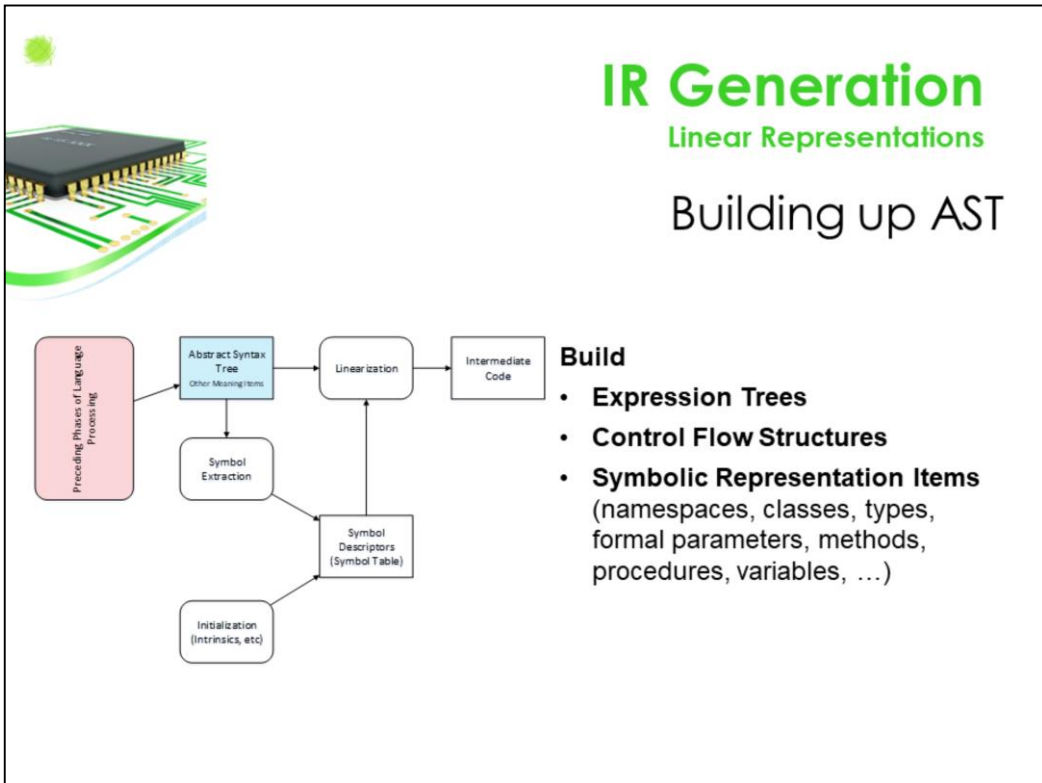 IR Generation
Linear Representations
Building up AST
Preceding Phases of Language
Processing
Abstract Syntax
Tree
Other Meaning Items
Linearization
Intermediate
Code
Symbol
Extraction
Symbol
Descriptors
(Symbol Table)
Initialization
(Intrinsics, etc)
Build
• Expression Trees
• Control Flow Structures
• Symbolic Representation Items
(namespaces, classes, types,
formal parameters, methods,
procedures, variables, …)